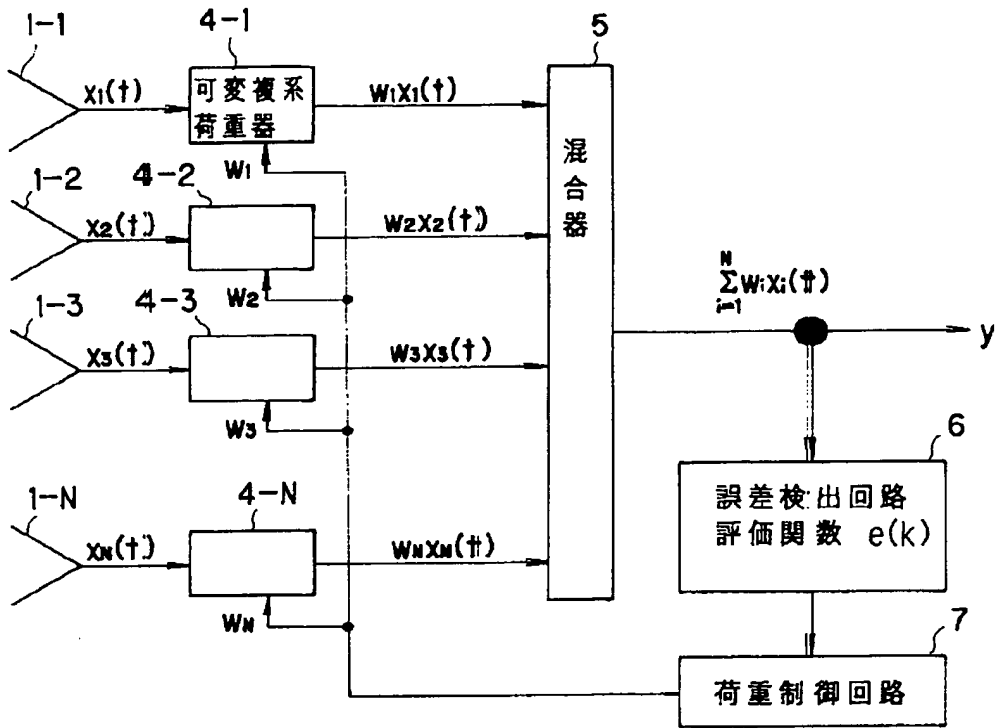 1-1
4-1
5
X1(t)
可変複素
荷重器
W1X1(t)
W1
混合器
1-2
4-2
X2(t)
W2X2(t)
W2
1-3
4-3
X3(t)
W3X3(t)
W3
N
Σ WiXi(t)
i=1
y
1-N
4-N
XN(t)
WNXN(t)
WN
6
誤差検出回路
評価関数 e(k)
7
荷重制御回路